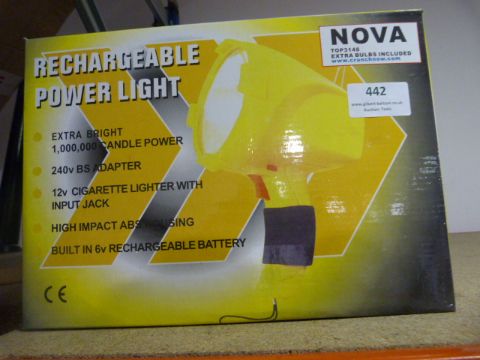 RECHARGEABLE
POWER LIGHT
NOVA
TOP3146
EXTRA BULBS INCLUDED
442
EXTRA BRIGHT
1,000,000 CANDLE POWER
240v BS ADAPTER
12v CIGARETTE LIGHTER WITH
INPUT JACK
HIGH IMPACT ABS HOUSING
BUILT IN 6v RECHARGEABLE BATTERY
CE